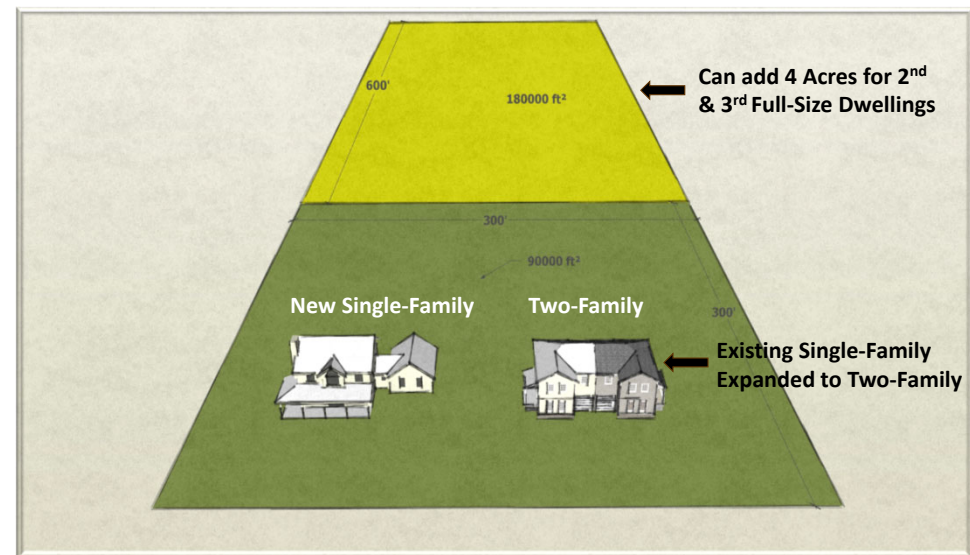 600'
180000 ft²
Can add 4 Acres for 2nd
& 3rd Full-Size Dwellings
300'
90000 ft²
New Single-Family
Two-Family
300'
Existing Single-Family
Expanded to Two-Family